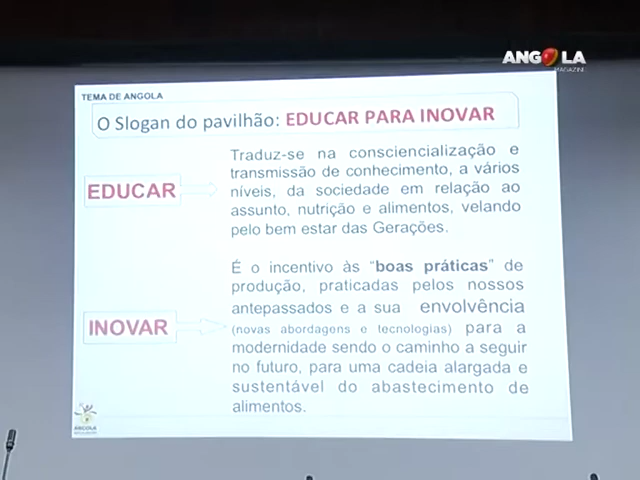 ANGOLA
MAGAZINE
TEMA DE ANGOLA
O Slogan do pavilhão: EDUCAR PARA INOVAR
EDUCAR
Traduz-se na consciencialização e
transmissão de conhecimento, a vários
níveis, da sociedade em relação ao
assunto, nutrição e alimentos, velando
pelo bem estar das Gerações.
INOVAR
É o incentivo às “boas práticas” de
produção, praticadas pelos nossos
antepassados e a sua envolvência
(novas abordagens e tecnologias) para a
modernidade sendo o caminho a seguir
no futuro, para uma cadeia alargada e
sustentável do abastecimento de
alimentos.
ANGOLA